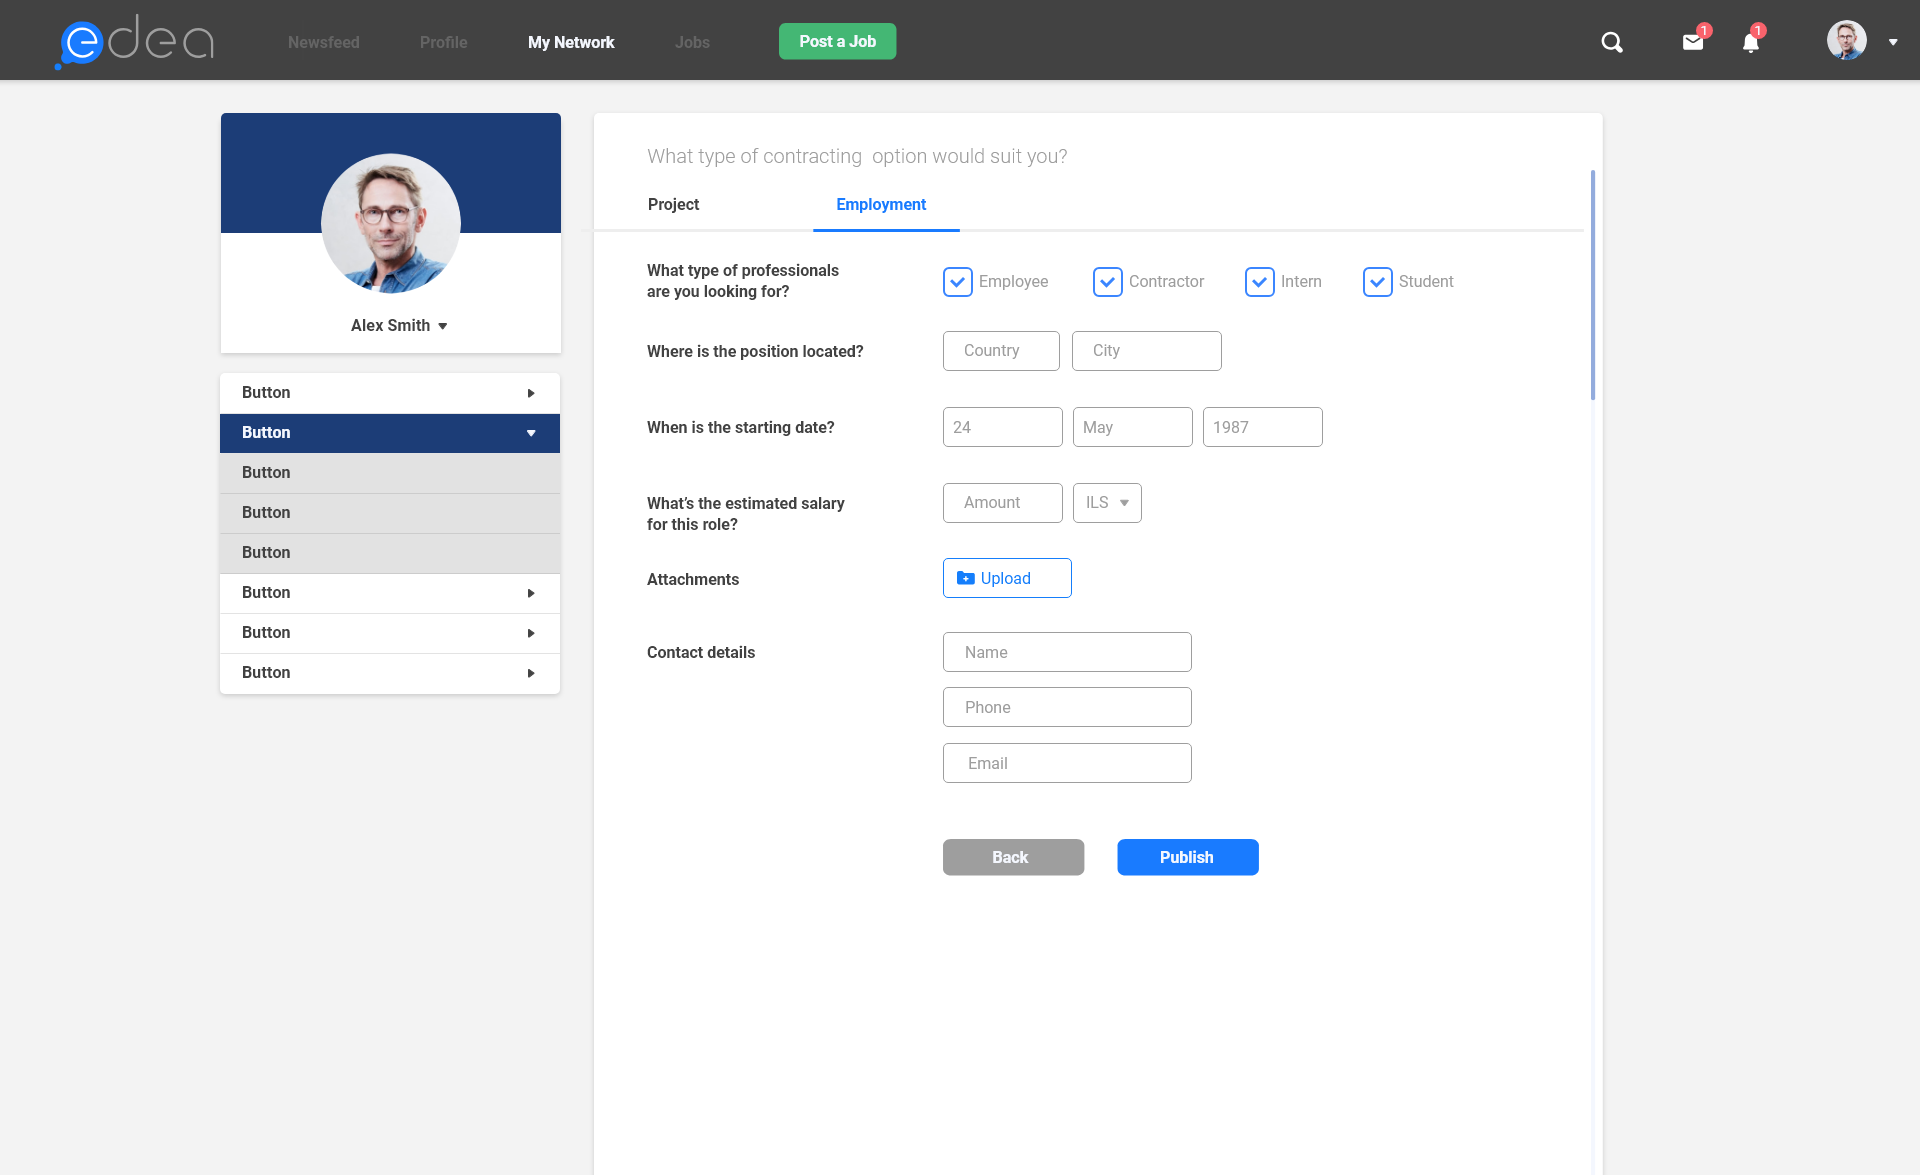 edea
Newsfeed
Profile
My Network
Jobs
Post a Job
1
1
Alex Smith
Button
Button
Button
Button
Button
Button
Button
Button
What type of contracting  option would suit you?
Project
Employment
What type of professionals
are you looking for?
Employee
Contractor
Intern
Student
Where is the position located?
Country
City
When is the starting date?
24
May
1987
What’s the estimated salary
for this role?
Amount
ILS
Attachments
Upload
Contact details
Name
Phone
Email
Back
Publish